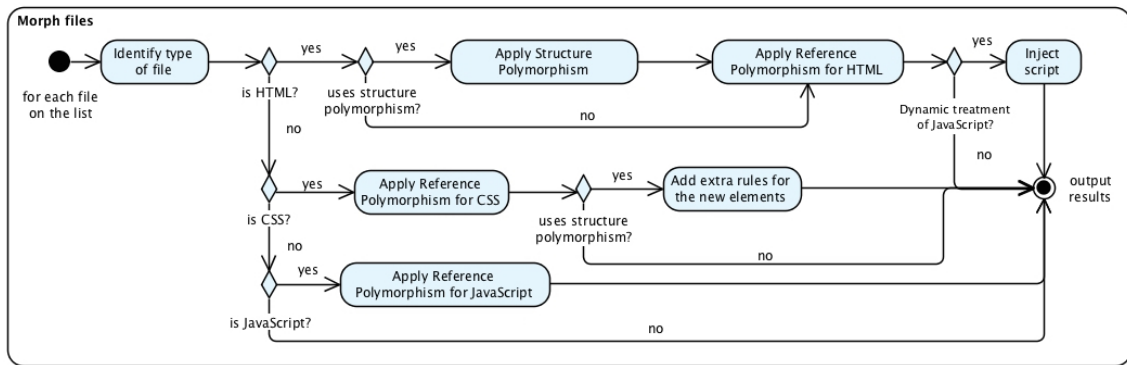 Morph files
Identify type
of file
yes
yes
Apply Structure
Polymorphism
Apply Reference
Polymorphism for HTML
yes
Inject
script
for each file
on the list
is HTML?
uses structure
polymorphism?
no
Dynamic treatment
of JavaScript?
no
no
yes
Apply Reference
Polymorphism for CSS
yes
Add extra rules for
the new elements
output
results
is CSS?
uses structure
polymorphism?
no
no
yes
Apply Reference
Polymorphism for JavaScript
is JavaScript?
no